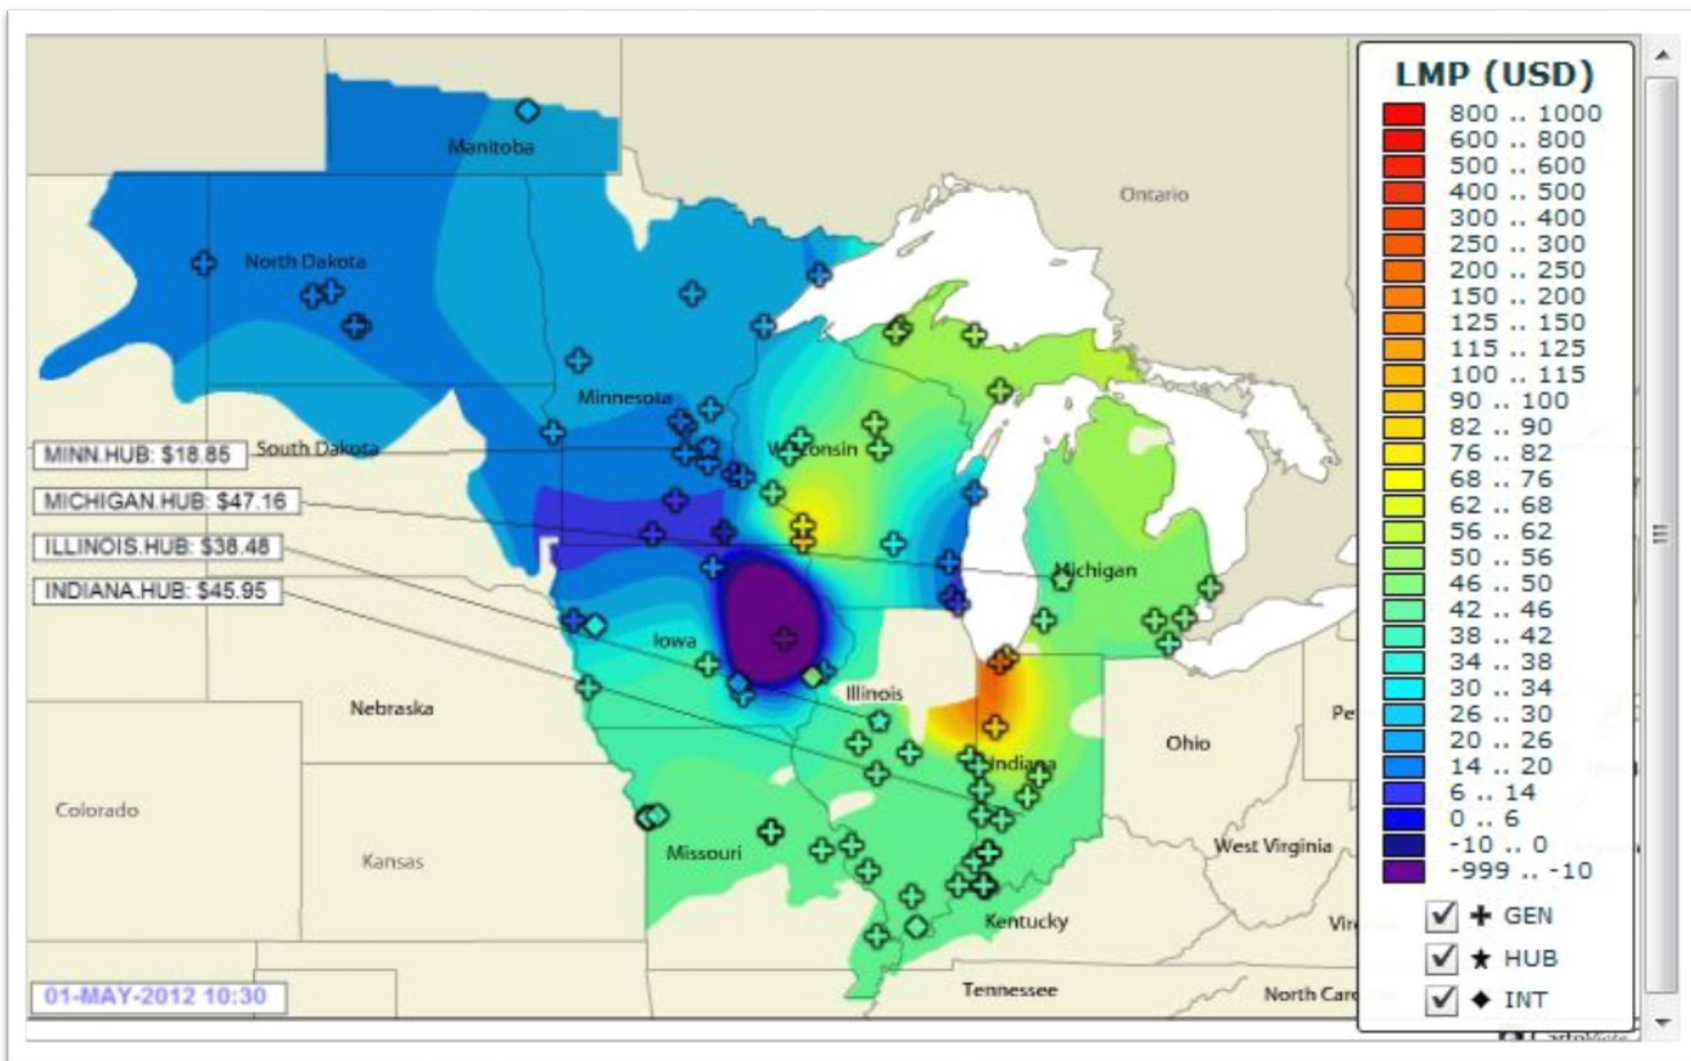 LMP (USD)
800 .. 1000
600 .. 800
500 .. 600
400 .. 500
300 .. 400
250 .. 300
200 .. 250
150 .. 200
125 .. 150
115 .. 125
100 .. 115
90 .. 100
82 .. 90
76 .. 82
68 .. 76
62 .. 68
56 .. 62
50 .. 56
46 .. 50
42 .. 46
38 .. 42
34 .. 38
30 .. 34
26 .. 30
20 .. 26
14 .. 20
6 .. 14
0 .. 6
-10 .. 0
-999 .. -10
GEN
HUB
INT
Manitoba
Ontario
North Dakota
Minnesota
South Dakota
Wisconsin
MINN.HUB: $18.85
MICHIGAN.HUB: $47.16
ILLINOIS.HUB: $38.48
INDIANA.HUB: $45.95
Michigan
Iowa
Illinois
Nebraska
Pe
Ohio
Indiana
Colorado
Kansas
Missouri
West Virginia
Kentucky
Vir
Tennessee
North Car
01-MAY-2012 10:30